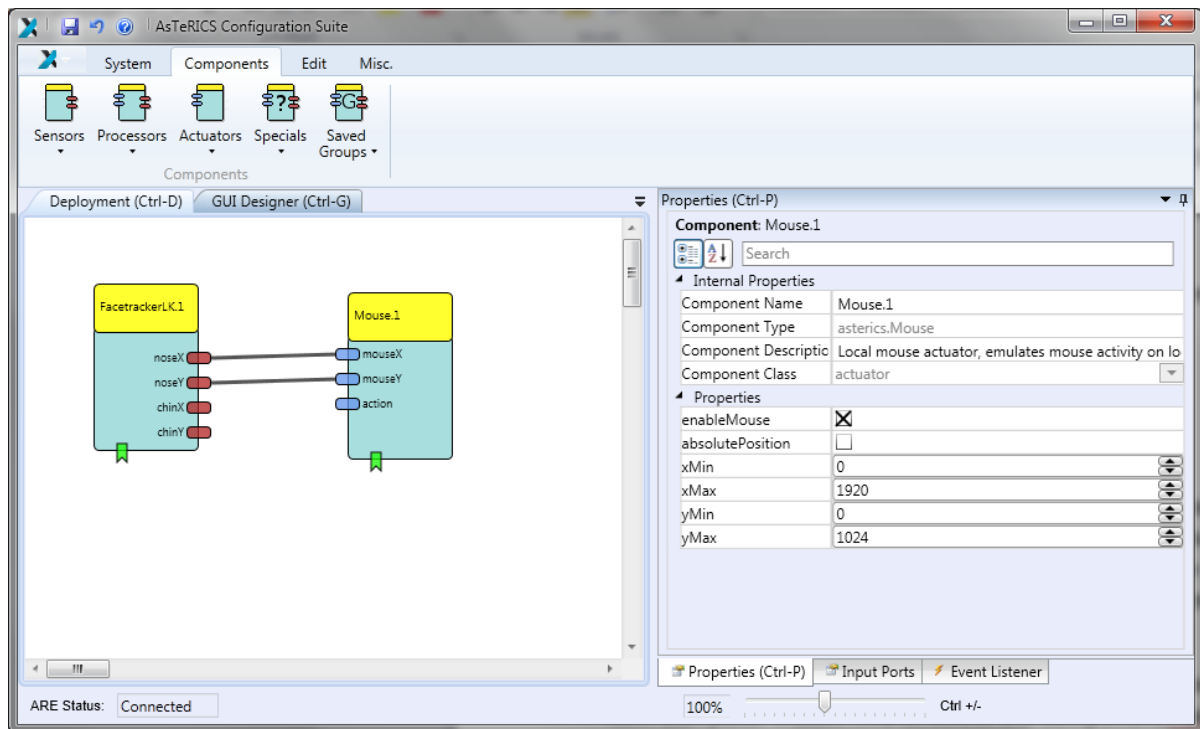 AsTeRICS Configuration Suite
System Components Edit Misc.
Sensors Processors Actuators Specials Saved
Groups
Components
Deployment (Ctrl-D) GUI Designer (Ctrl-G)
FacetrackerLK.1
noseX
noseY
chinX
chinY
Mouse.1
mouseX
mouseY
action
Properties (Ctrl-P)
Component: Mouse.1
Search
Internal Properties
Component Name Mouse.1
Component Type asterics.Mouse
Component Descriptio Local mouse actuator, emulates mouse activity on lo
Component Class actuator
Properties
enableMouse
absolutePosition
xMin 0
xMax 1920
yMin 0
yMax 1024
Properties (Ctrl-P) Input Ports Event Listener
ARE Status: Connected
100% Ctrl +/-